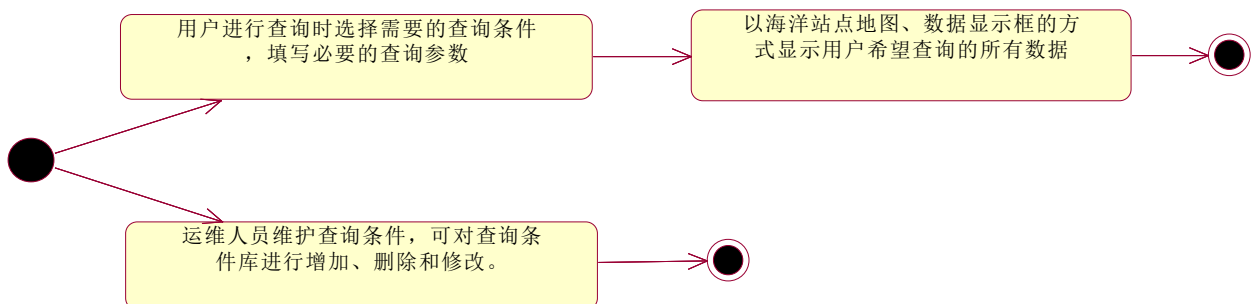 用户进行查询时选择需要的查询条件
，填写必要的查询参数
以海洋站点地图、数据显示框的方
式显示用户希望查询的所有数据
运维人员维护查询条件，可对查询条
件库进行增加、删除和修改。